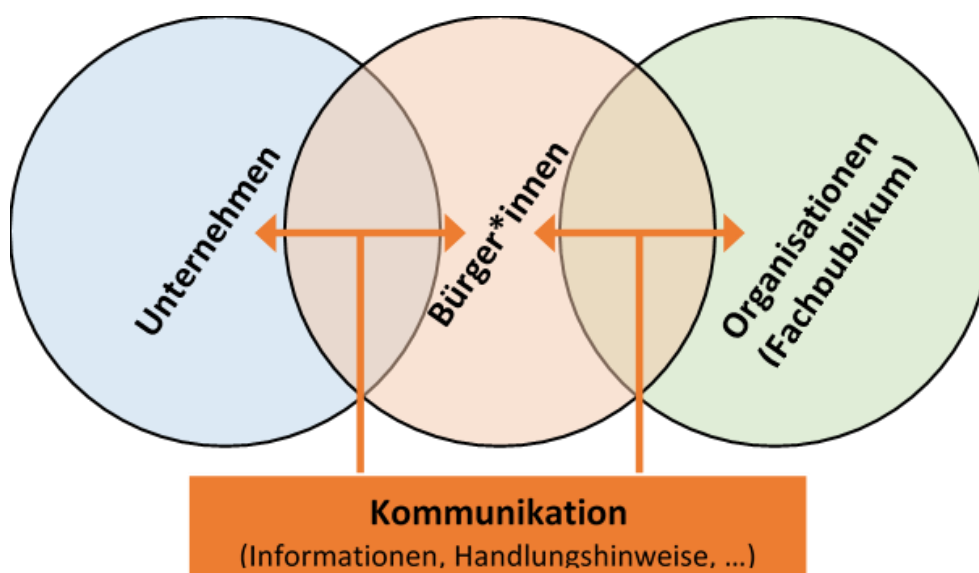 Unternehmen
Bürger*innen
Organisationen
(Fachpublikum)
Kommunikation
(Informationen, Handlungshinweise, ...)